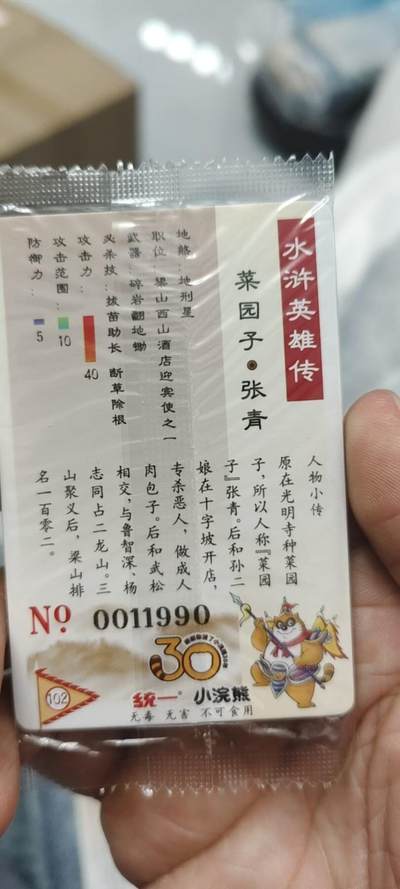 水浒英雄传
菜园子•张青
地煞：地刑星
职位：梁山西山酒店迎宾使之一
武器：碎岩翻地锄
头杀技：拔苗助长 断草除根
攻击力：
40
攻击范围：
10
防御力：
5
人物小传
原在光明寺种菜园
子，所以人称『菜园
子』张青。后和孙二
娘在十字坡开店，
专杀恶人，做成人
肉包子。后和武松
相交，与鲁智深、杨
志同占二龙山。三
山聚义后，梁山排
名一百零二。
No 0011990
30
102
统一 小浣熊
无毒 无害 不可食用